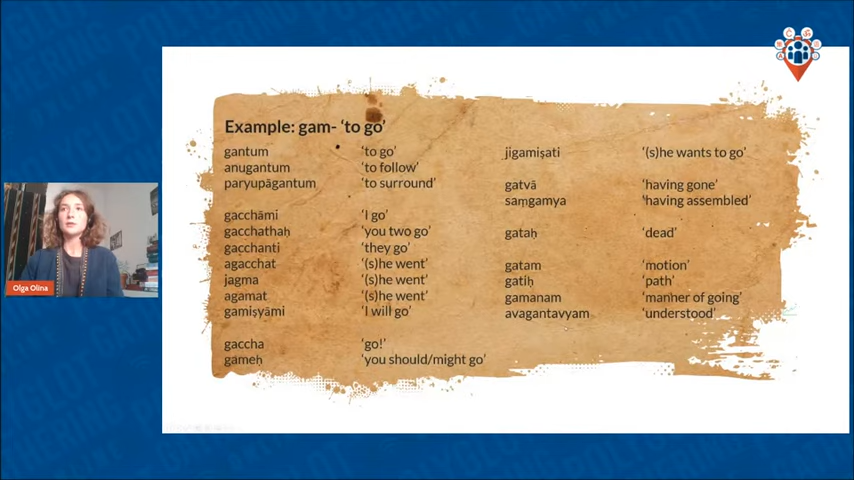 Example: gam- ‘to go’
gantum ‘to go’
anugantum ‘to follow’
paryupāgantum ‘to surround’
gacchāmi ‘I go’
gacchathaḥ ‘you two go’
gacchanti ‘they go’
agacchat ‘(s)he went’
jagma ‘(s)he went’
agamat ‘(s)he went’
gamiṣyāmi ‘I will go’
gaccha ‘go!’
gameḥ ‘you should/might go’
jigamiṣati ‘(s)he wants to go’
gatvā ‘having gone’
saṃgamya ‘having assembled’
gataḥ ‘dead’
gatam ‘motion’
gatiḥ ‘path’
gamanam ‘manner of going’
avagantavyam ‘understood’
Olga Olina